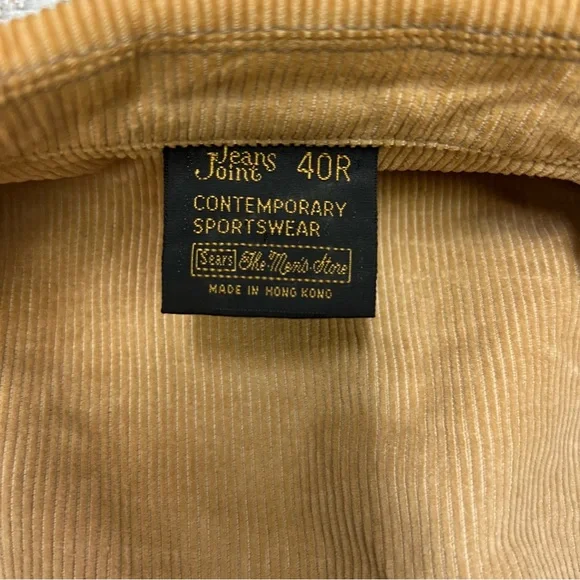 Jeans Joint 40R
CONTEMPORARY
SPORTSWEAR
Sears The Men's Store
MADE IN HONG KONG